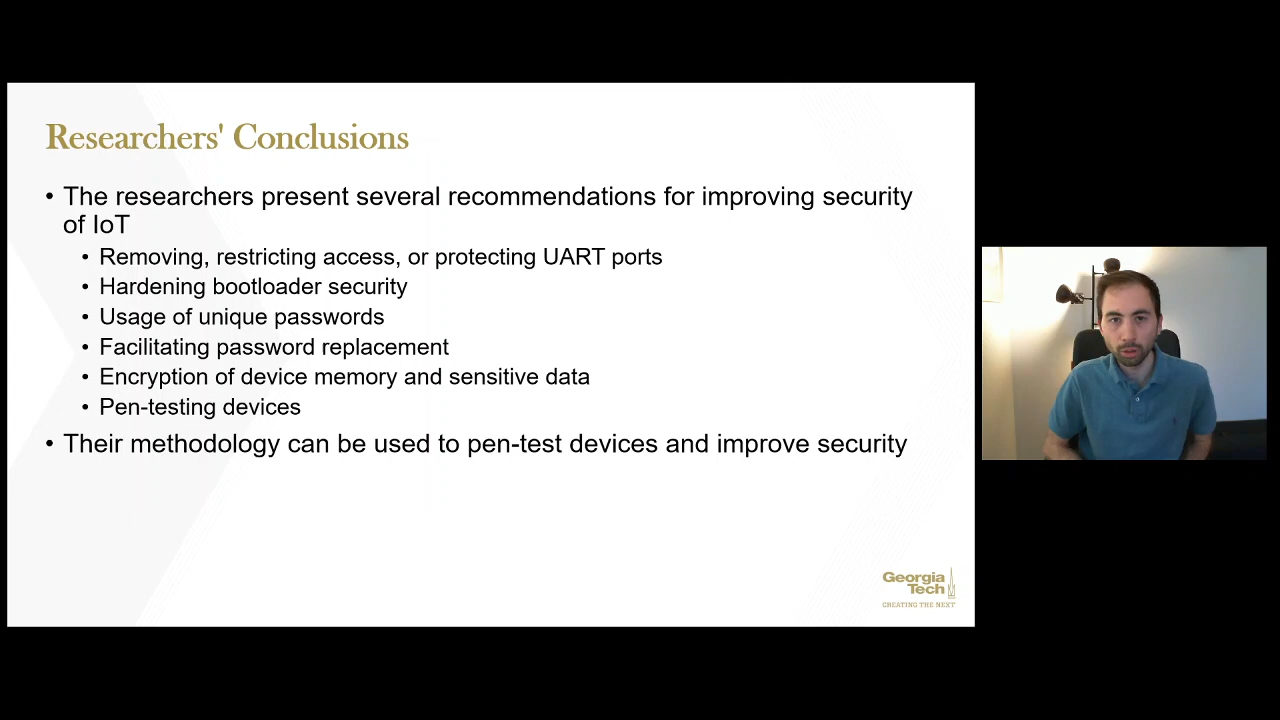 Researchers' Conclusions
• The researchers present several recommendations for improving security
of IoT
• Removing, restricting access, or protecting UART ports
• Hardening bootloader security
• Usage of unique passwords
• Facilitating password replacement
• Encryption of device memory and sensitive data
• Pen-testing devices
• Their methodology can be used to pen-test devices and improve security
Georgia
Tech
CREATING THE NEXT